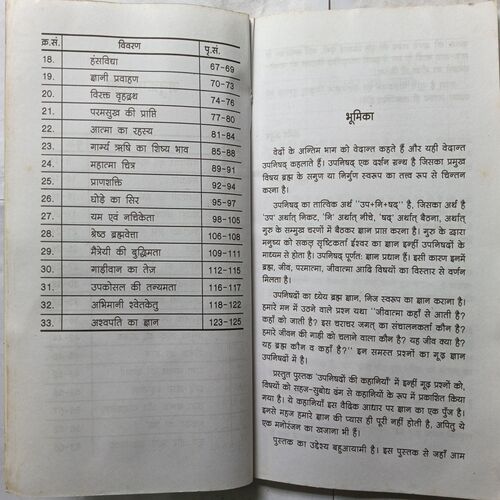 क्र.सं. विवरण पृ.सं.
18. हंसविद्या 67-69
19. ज्ञानी प्रवाहण 70-73
20. विरक्त वृहद्रथ 74-76
21. परमसुख की प्राप्ति 77-80
22. आत्मा का रहस्य 81-84
23. गार्ग्य ऋषि का शिष्य भाव 85-88
24. महात्मा चित्र 89-91
25. प्राणशक्ति 92-94
26. घोड़े का सिर 95-97
27. यम एवं नचिकेता 98-105
28. श्रेष्ठ ब्रह्मवेत्ता 106-108
29. मैत्रेयी की बुद्धिमता 109-111
30. गाड़ीवान का तेज़ 112-115
31. उपकोसल की तन्मयता 116-117
32. अभिमानी श्वेतकेतु 118-122
33. अश्वपति का ज्ञान 123-125
भूमिका
वेदों के अन्तिम भाग को वेदान्त कहते हैं और यही वेदान्त
उपनिषद् कहलाते हैं। उपनिषद् एक दर्शन ग्रन्थ है जिसका प्रमुख
विषय ब्रह्म के सगुण या निर्गुण स्वरूप का तत्व रूप से चिन्तन
करना है।
उपनिषद् का तात्विक अर्थ "उप+नि+षद्" है, जिसका अर्थ है
'उप' अर्थात् निकट, 'नि' अर्थात् नीचे, 'षद्' अर्थात् बैठना, अर्थात्
गुरु के समीप चरणों में बैठकर ज्ञान प्राप्त करना है। गुरु के द्वारा
मनुष्य को सकल सृष्टिकर्ता ईश्वर का ज्ञान इन्हीं उपनिषदों के
माध्यम से होता है। उपनिषद् पूर्णत: ज्ञान प्रधान हैं। इसी कारण इनमें
ब्रह्म, जीव, परमात्मा, जीवात्मा आदि विषयों का विस्तार से वर्णन
मिलता है।
उपनिषदों का ध्येय ब्रह्म ज्ञान, निज स्वरूप का ज्ञान कराना है।
हमारे मन में उठने वाले प्रश्न यथा "जीवात्मा कहाँ से आती है?
कहाँ को जाती है? इस चराचर जगत् का संचालनकर्ता कौन है?
हमारे जीवन की गाड़ी को चलाने वाला कौन है? यह जीव क्या है?
यह ब्रह्म कौन व कहाँ है?" इन समस्त प्रश्नों का गूढ़ ज्ञान
उपनिषदों में है।
प्रस्तुत पुस्तक 'उपनिषदों की कहानियाँ' में इन्हीं गूढ़ प्रश्नों को,
विषयों को सहज-सुबोध ढंग से कहानियों के रूप में प्रकाशित किया
गया है। ये कहानियाँ इस वैदिक आधार पर ज्ञान का एक पुँज है।
इनसे महज हमारे ज्ञान की प्यास ही पूरी नहीं होती है, अपितु ये
एक मनोरंजन का खजाना भी हैं।
पुस्तक का उद्देश्य बहुआयामी है। इस पुस्तक से जहाँ आम